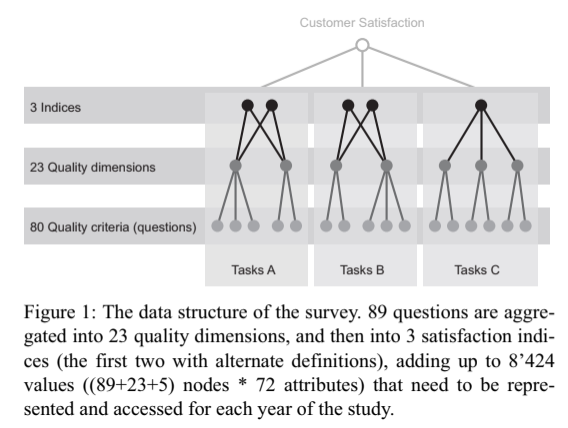 Customer Satisfaction
3 Indices
23 Quality dimensions
80 Quality criteria (questions)
Tasks A
Tasks B
Tasks C
Figure 1: The data structure of the survey. 89 questions are aggre-
gated into 23 quality dimensions, and then into 3 satisfaction indi-
ces (the first two with alternate definitions), adding up to 8’424
values ((89+23+5) nodes * 72 attributes) that need to be repre-
sented and accessed for each year of the study.